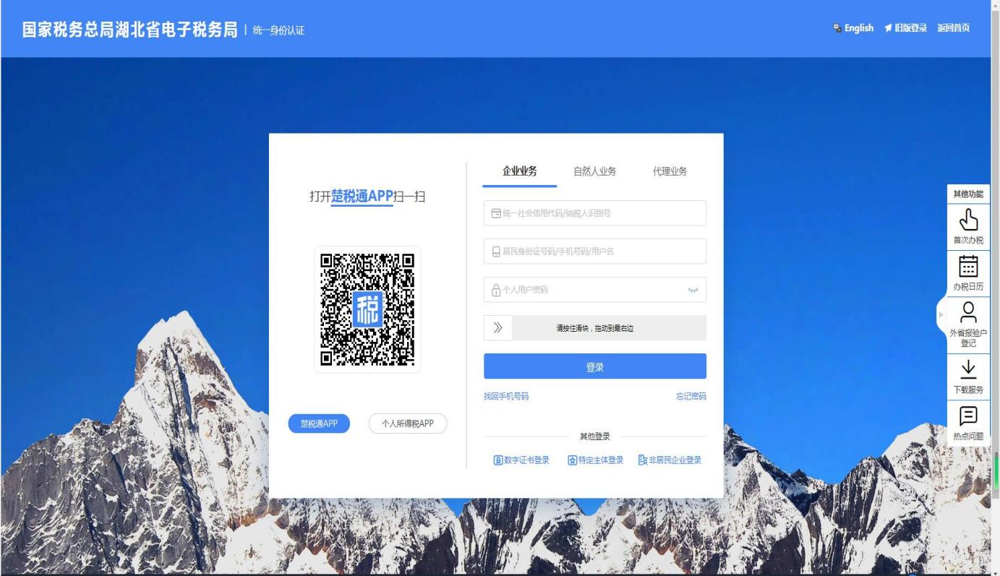 国家税务总局湖北省电子税务局 | 统一身份认证
English 旧版登录 返回首页
打开楚税通APP扫一扫
税
楚税通APP 个人所得税APP
企业业务 自然人业务 代理业务
统一社会信用代码/纳税人识别号
居民身份证号码/手机号码/用户名
个人用户密码
请按住滑块，拖动到最右边
登录
找回手机号码 忘记密码
其他登录
数字证书登录 特定主体登录 非居民企业登录
其他功能
首次办税
办税日历
外省报验户
登记
下载服务
热点问题